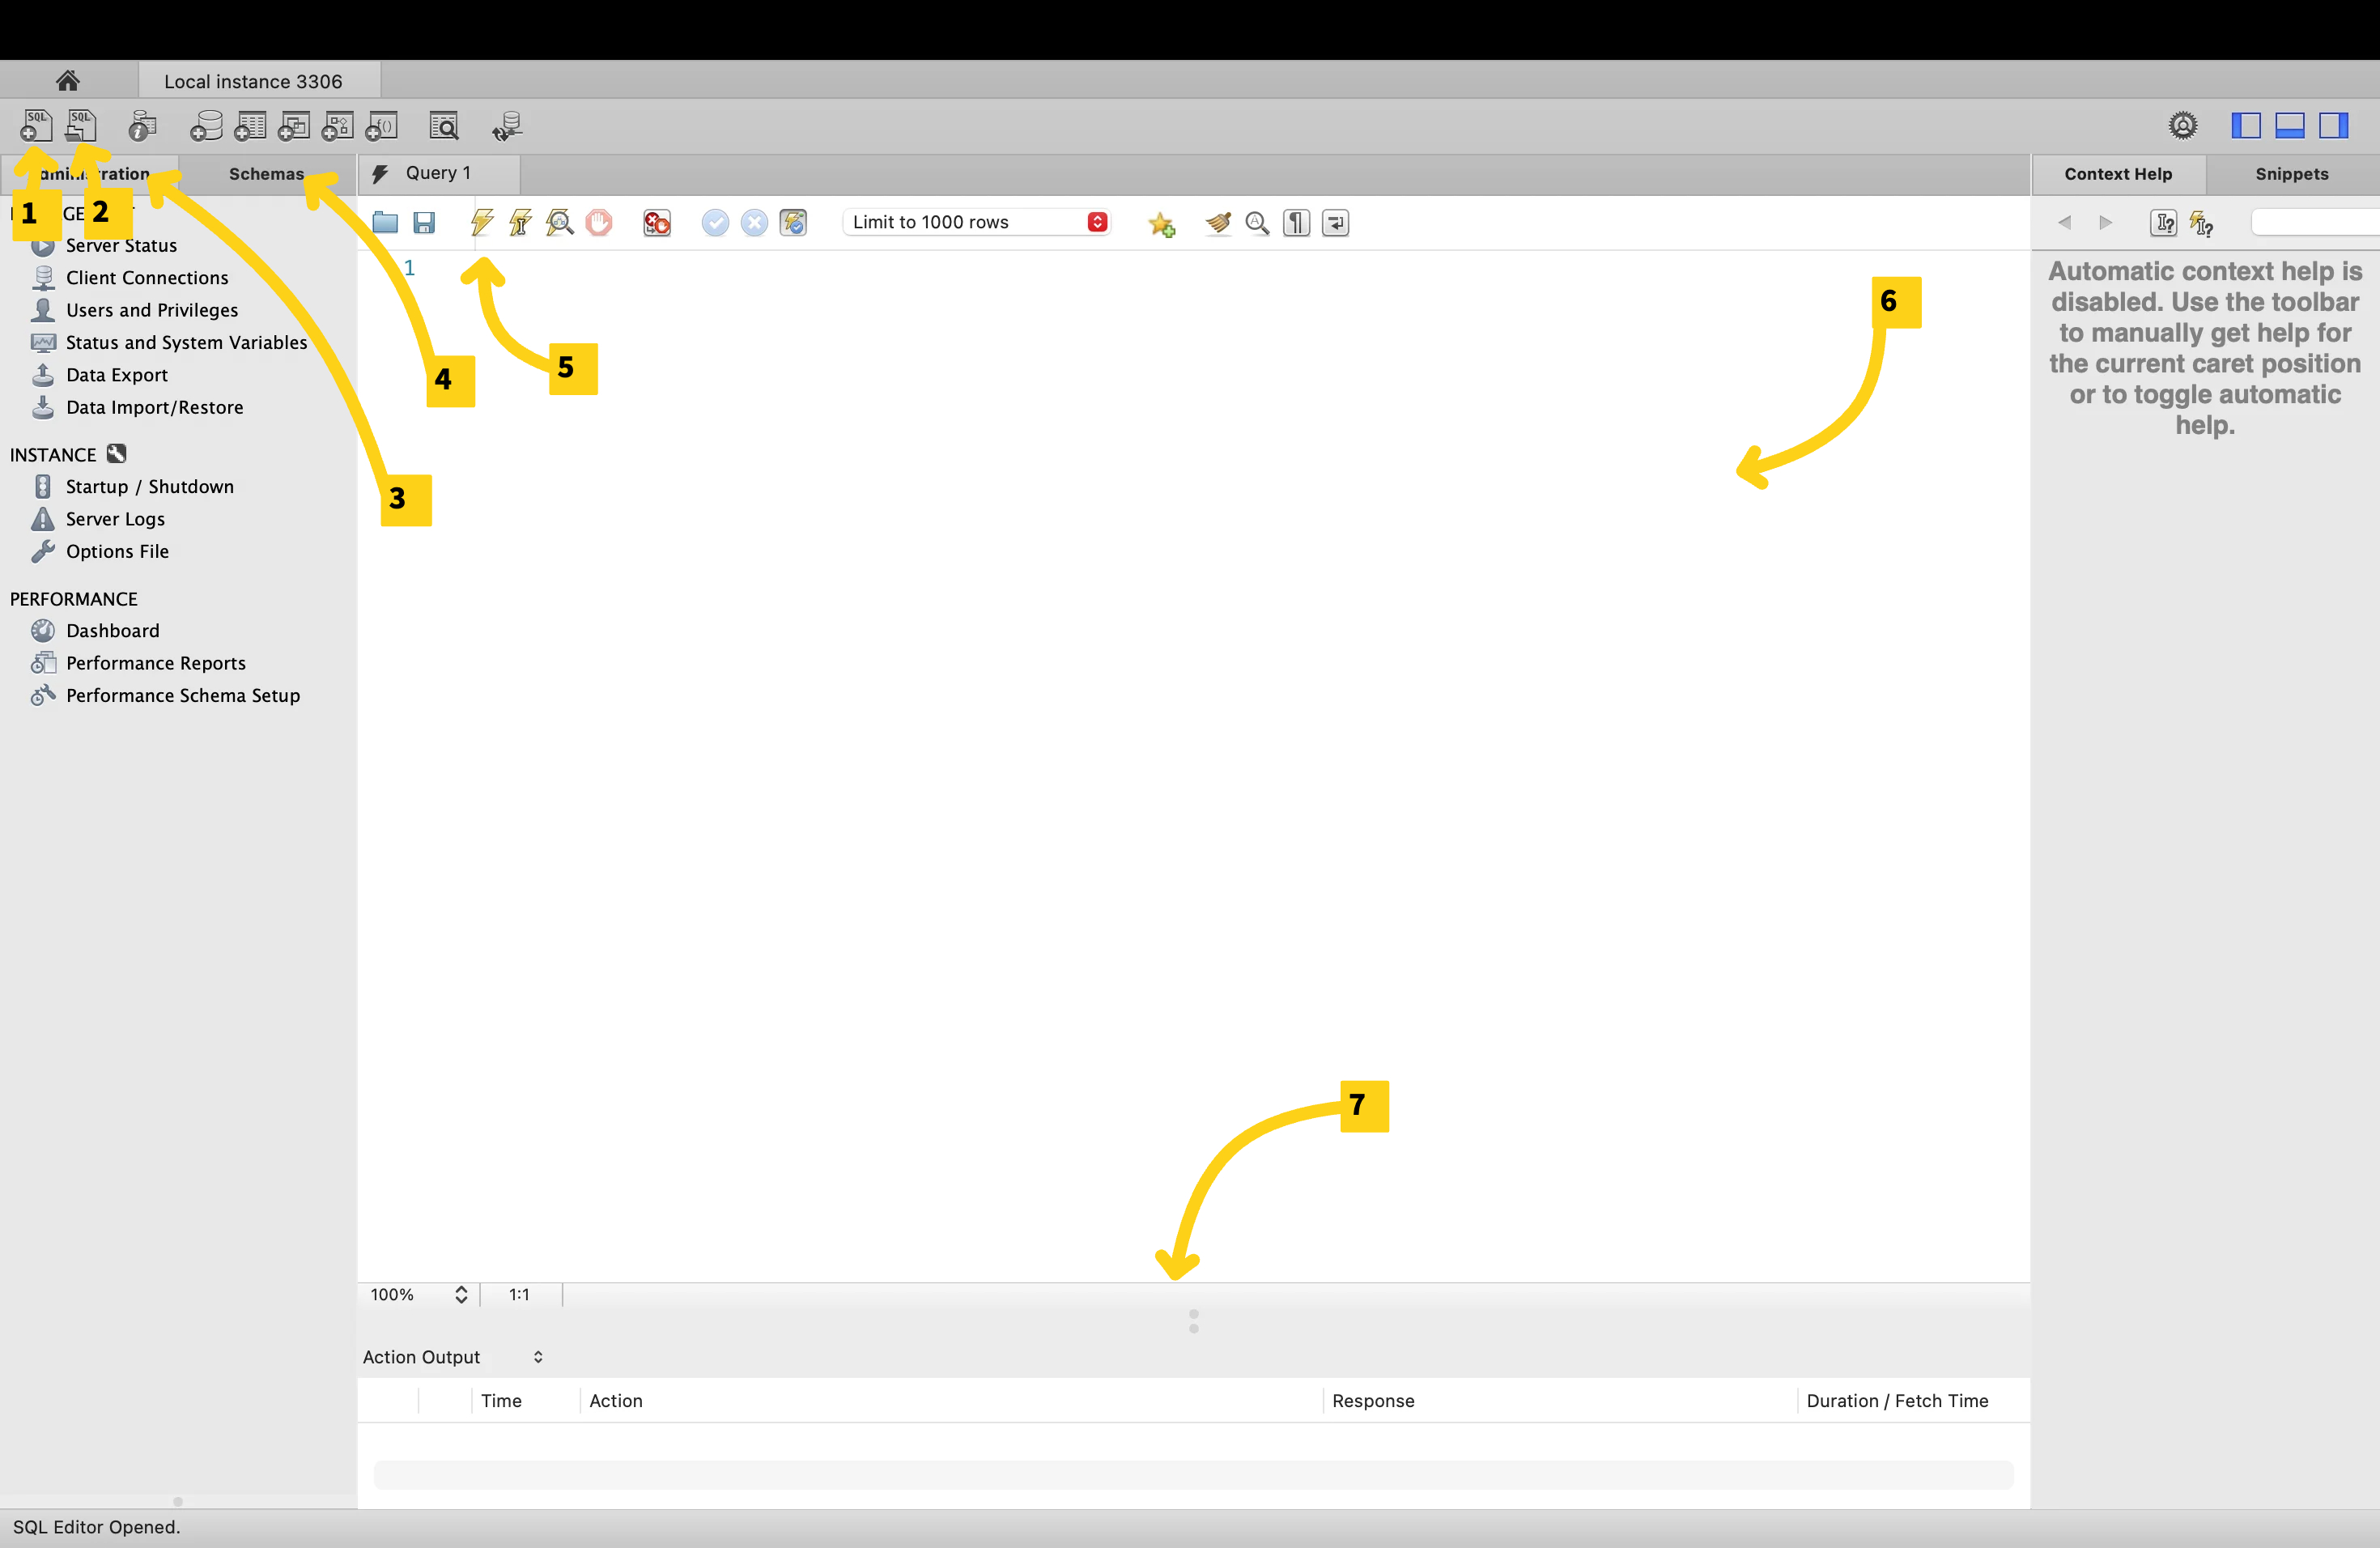 Local instance 3306
SQL SQL
Administration Schemas
Query 1
Context Help Snippets
1
2
GE
Limit to 1000 rows
Server Status
Client Connections
Users and Privileges
Status and System Variables
Data Export
Data Import/Restore
INSTANCE
Startup / Shutdown
Server Logs
Options File
PERFORMANCE
Dashboard
Performance Reports
Performance Schema Setup
1
4
5
3
6
7
Automatic context help is
disabled. Use the toolbar
to manually get help for
the current caret position
or to toggle automatic
help.
100% 1:1
Action Output
Time Action Response Duration / Fetch Time
SQL Editor Opened.